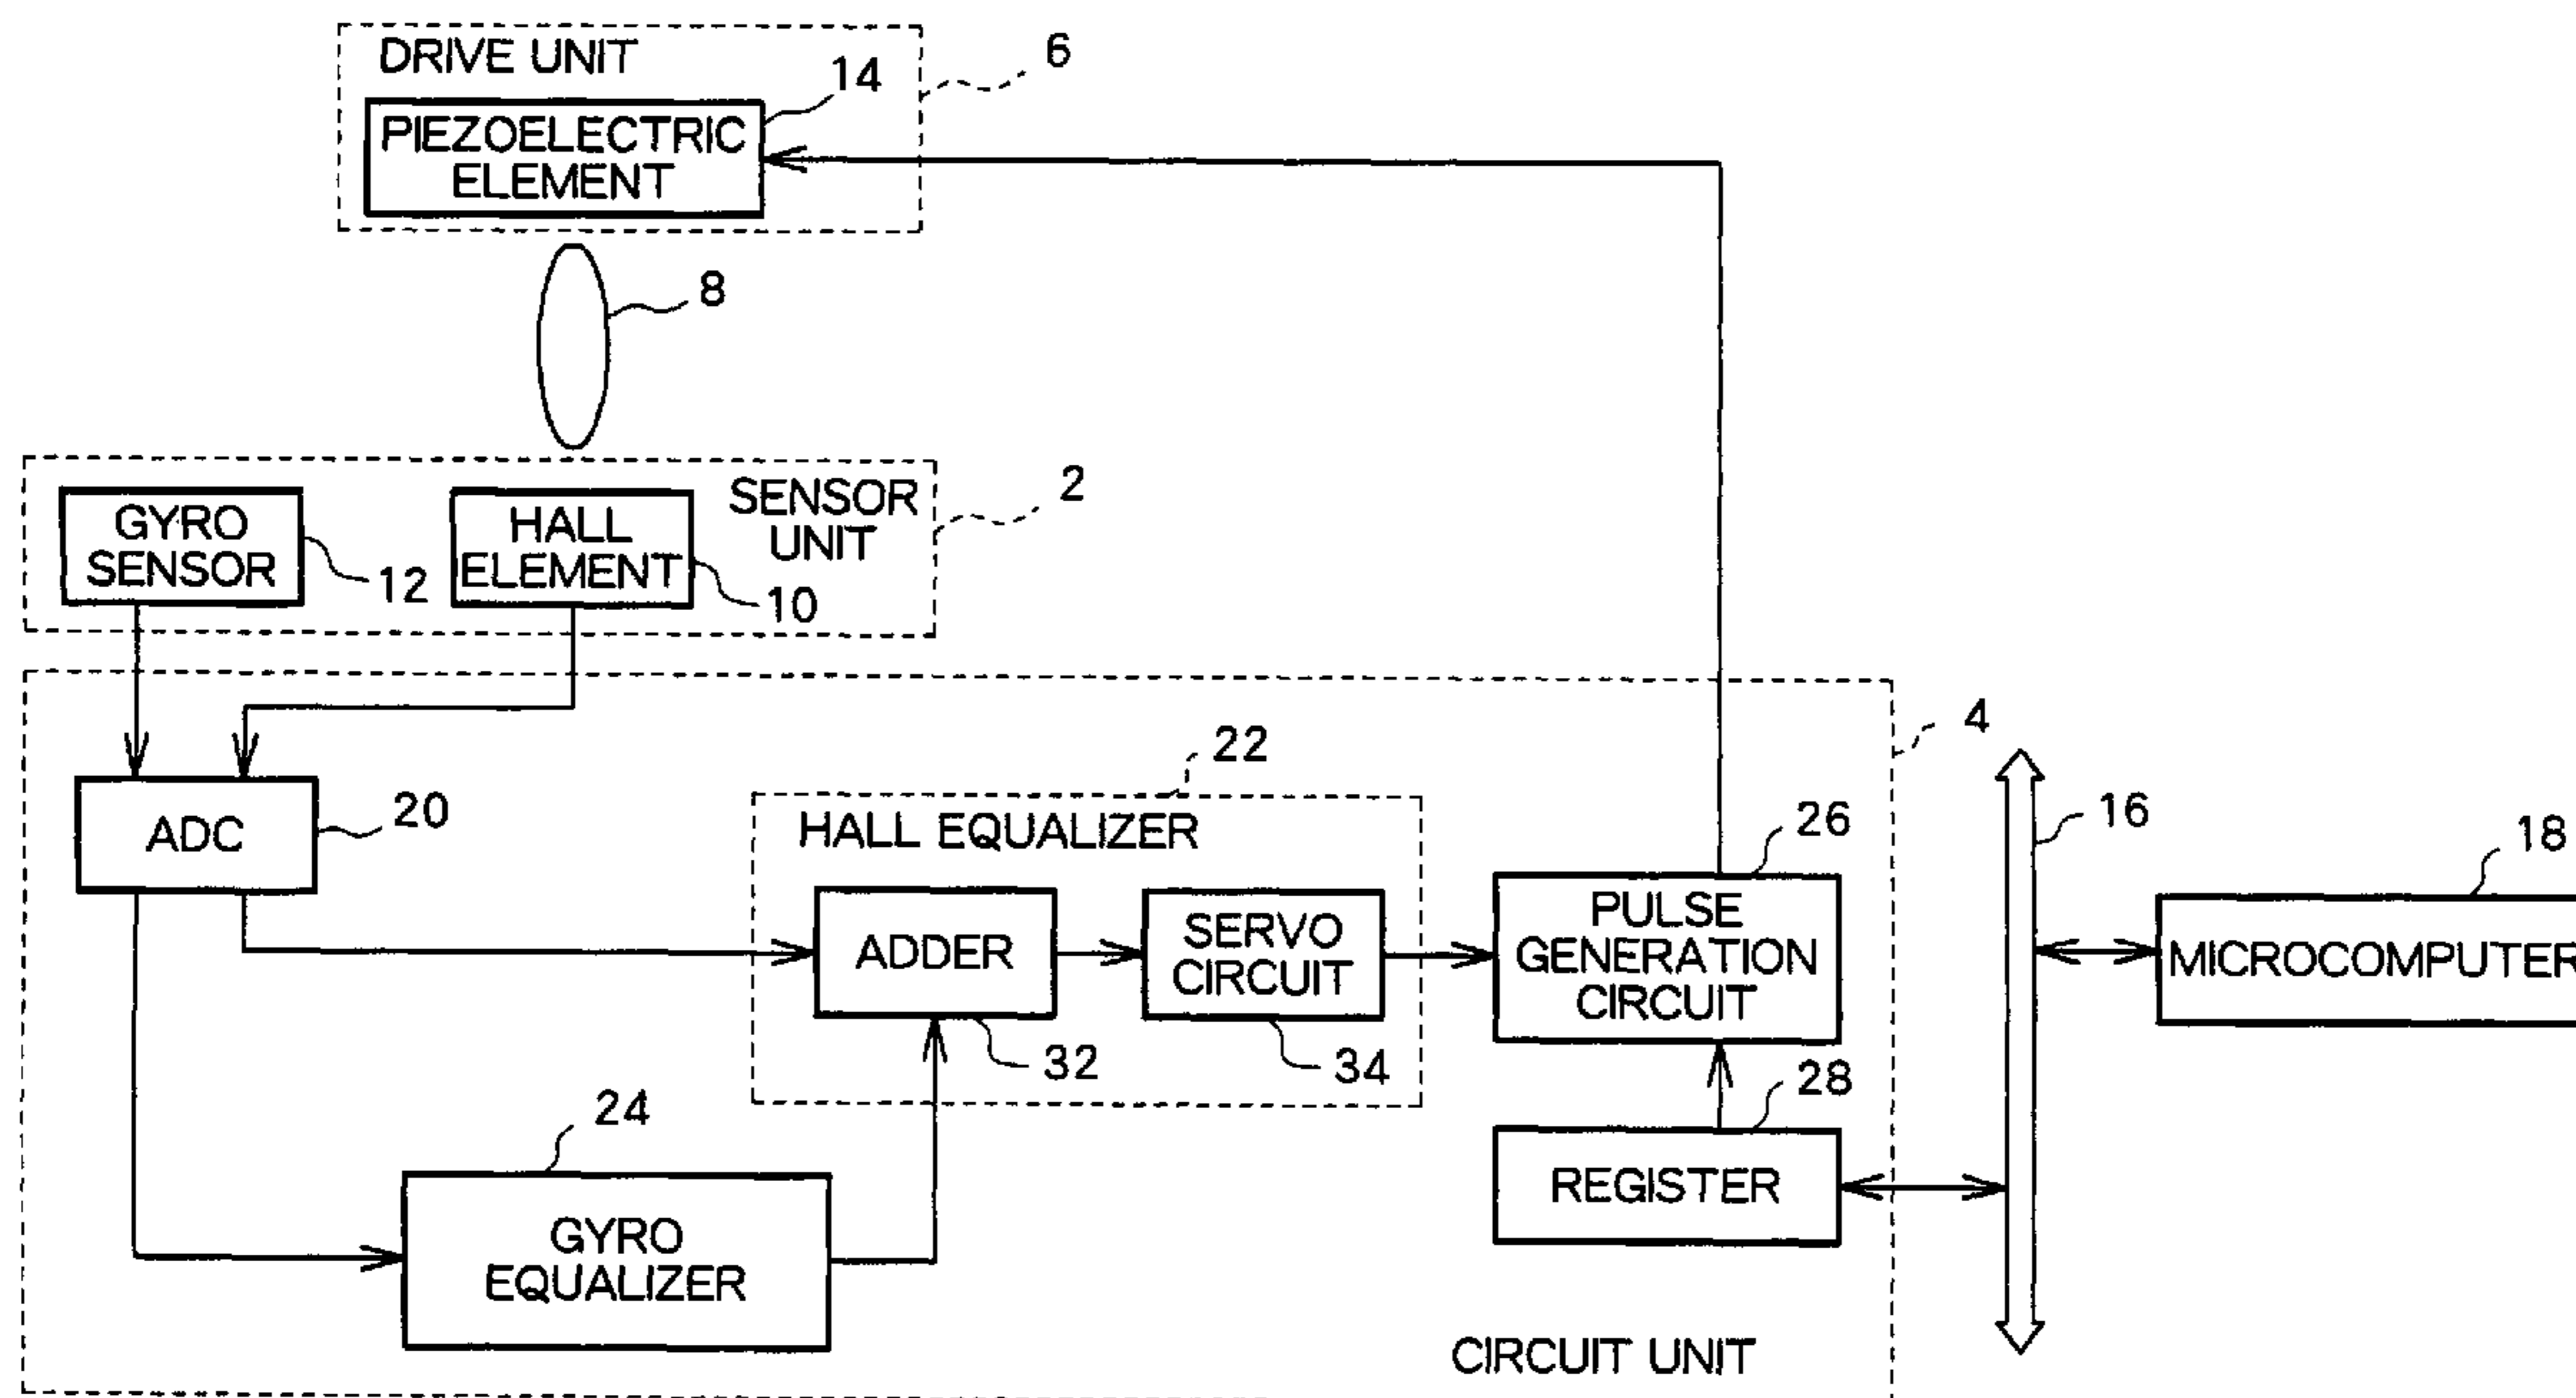 DRIVE UNIT
6
14
PIEZOELECTRIC
ELEMENT
8
GYRO
SENSOR
12
HALL
ELEMENT
10
SENSOR
UNIT
2
4
22
ADC
20
HALL EQUALIZER
26
16
18
ADDER
32
SERVO
CIRCUIT
34
PULSE
GENERATION
CIRCUIT
MICROCOMPUTER
28
24
REGISTER
GYRO
EQUALIZER
CIRCUIT UNIT